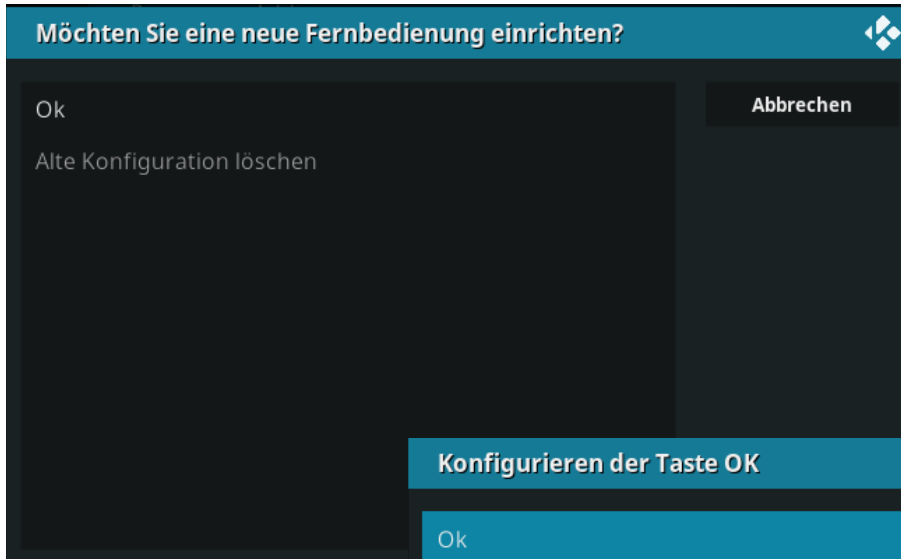 Möchten Sie eine neue Fernbedienung einrichten?
Ok
Abbrechen
Alte Konfiguration löschen
Konfigurieren der Taste OK
Ok